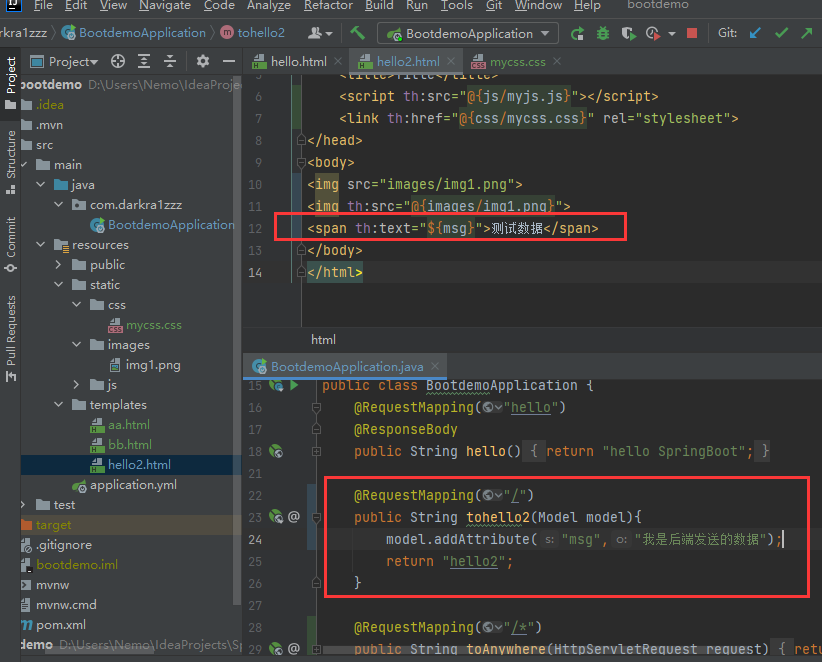 File Edit View Navigate Code Analyze Refactor Build Run Tools Git Window Help bootdemo
darkra1zzz BootdemoApplication tohello2 BootdemoApplication Git:
Project
hello.html hello2.html mycss.css
Project
Structure
Commit
Pull Requests
bootdemo D:\Users\Nemo\IdeaProje
.idea
.mvn
src
main
java
com.darkra1zzz
BootdemoApplication
resources
public
static
css
mycss.css
images
img1.png
js
templates
aa.html
bb.html
hello2.html
application.yml
test
target
.gitignore
bootdemo.iml
mvnw
mvnw.cmd
pom.xml
demo D:\Users\Nemo\IdeaProjects\Sp
5 <title>Title</title>
6 <script th:src="@{js/myjs.js}"></script>
7 <link th:href="@{css/mycss.css}" rel="stylesheet">
8 </head>
9 <body>
10 <img src="images/img1.png">
11 <img th:src="@{images/img1.png}">
12 <span th:text="${msg}">测试数据</span>
13 </body>
14 </html>
html
BootdemoApplication.java
15 public class BootdemoApplication {
16 @RequestMapping("hello")
17 @ResponseBody
18 public String hello() { return "hello SpringBoot"; }
21
22 @RequestMapping("/")
23 @ public String tohello2(Model model){
24 model.addAttribute( s: "msg", o: "我是后端发送的数据");
25 return "hello2";
26 }
27
28 @RequestMapping("/*")
29 @ public String toAnywhere(HttpServletRequest request) { retu